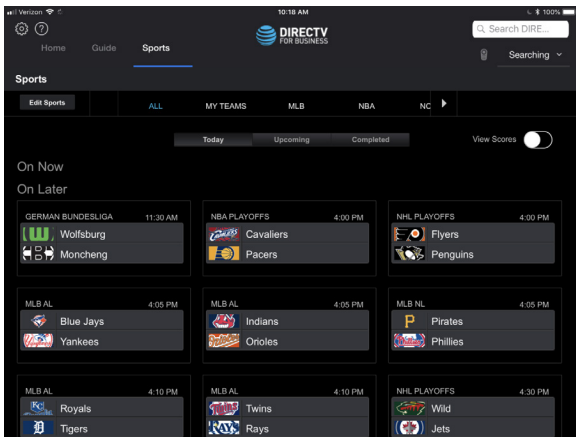 Verizon 10:18 AM 100%
DIRECTV
FOR BUSINESS
Search DIRE...
Home Guide Sports
Searching
Sports
Edit Sports ALL MY TEAMS MLB NBA NC
Today Upcoming Completed View Scores
On Now
On Later
GERMAN BUNDESLIGA 11:30 AM NBA PLAYOFFS 4:00 PM NHL PLAYOFFS 4:00 PM
Wolfsburg Cavaliers Flyers
Moncheng Pacers Penguins
MLB AL 4:05 PM MLB AL 4:05 PM MLB NL 4:05 PM
Blue Jays Indians Pirates
Yankees Orioles Phillies
MLB AL 4:10 PM MLB AL 4:10 PM NHL PLAYOFFS 4:30 PM
Royals Twins Wild
Tigers Rays Jets